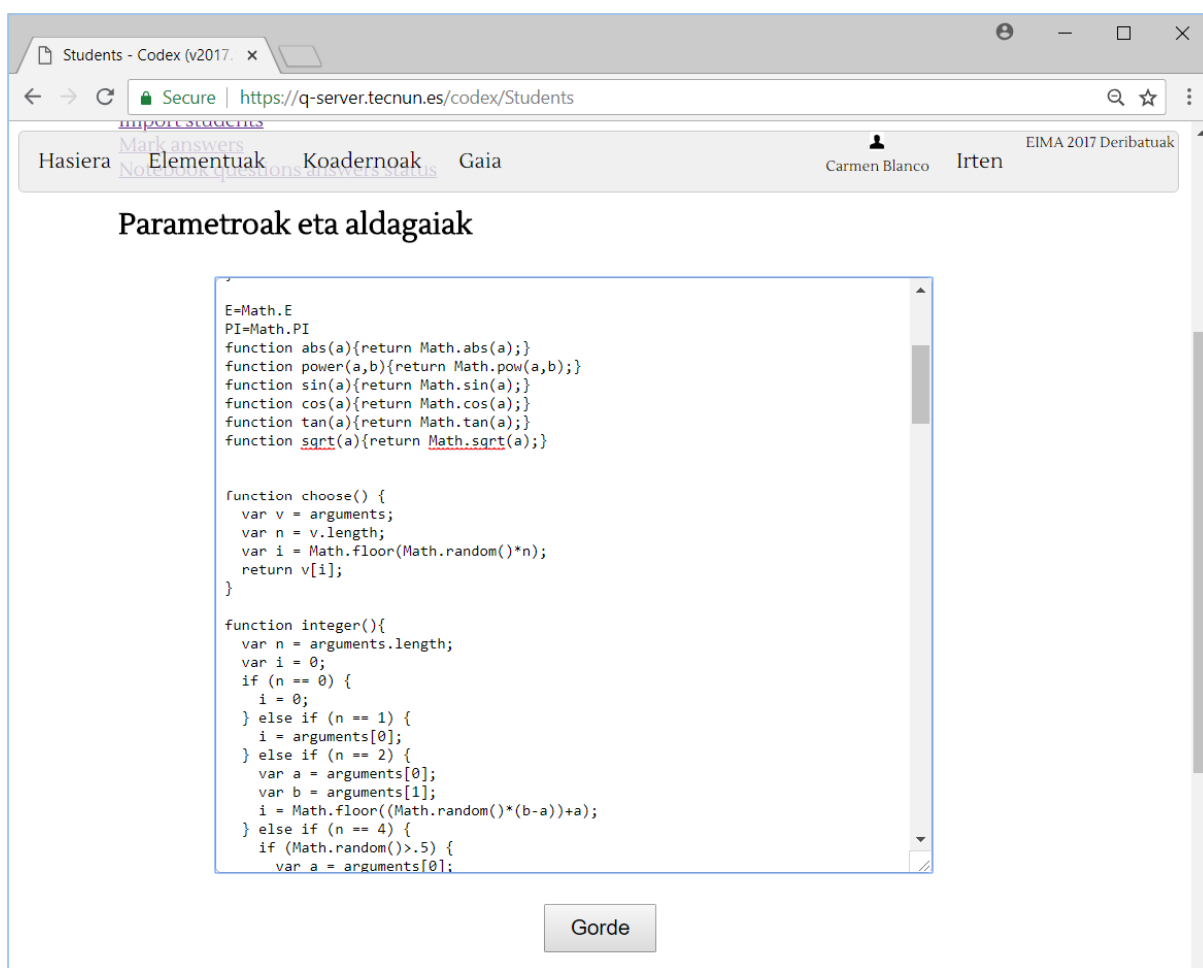 Students - Codex (v2017.
Secure | https://q-server.tecnun.es/codex/Students
Import students
Mark answers
Notebook questions answers status
Hasiera Elementuak Koadernoak Gaia Carmen Blanco Irten EIMA 2017 Deribatuak
Parametroak eta aldagaiak
E=Math.E
PI=Math.PI
function abs(a){return Math.abs(a);}
function power(a,b){return Math.pow(a,b);}
function sin(a){return Math.sin(a);}
function cos(a){return Math.cos(a);}
function tan(a){return Math.tan(a);}
function sqrt(a){return Math.sqrt(a);}
function choose() {
  var v = arguments;
  var n = v.length;
  var i = Math.floor(Math.random()*n);
  return v[i];
}
function integer(){
  var n = arguments.length;
  var i = 0;
  if (n == 0) {
    i = 0;
  } else if (n == 1) {
    i = arguments[0];
  } else if (n == 2) {
    var a = arguments[0];
    var b = arguments[1];
    i = Math.floor((Math.random()*(b-a))+a);
  } else if (n == 4) {
    if (Math.random()>.5) {
      var a = arguments[0];
Gorde